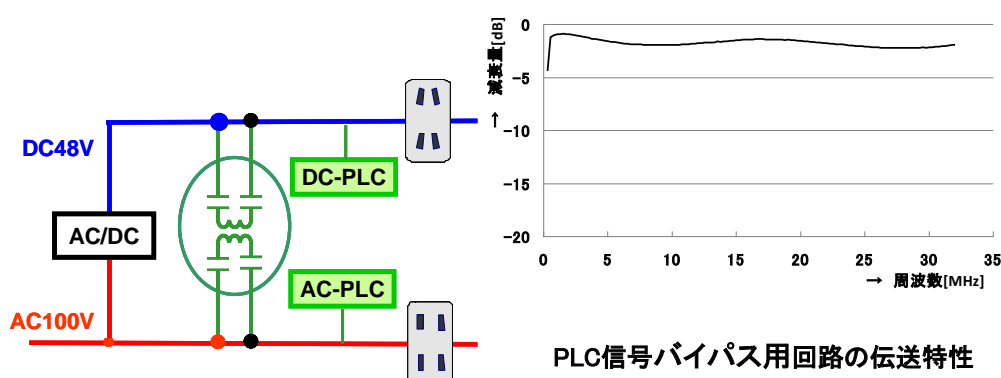 DC48V
AC/DC
AC100V
DC-PLC
AC-PLC
→ 減衰量[dB]
0
−5
−10
−15
−20
0 5 10 15 20 25 30 35
→ 周波数[MHz]
PLC信号バイパス用回路の伝送特性